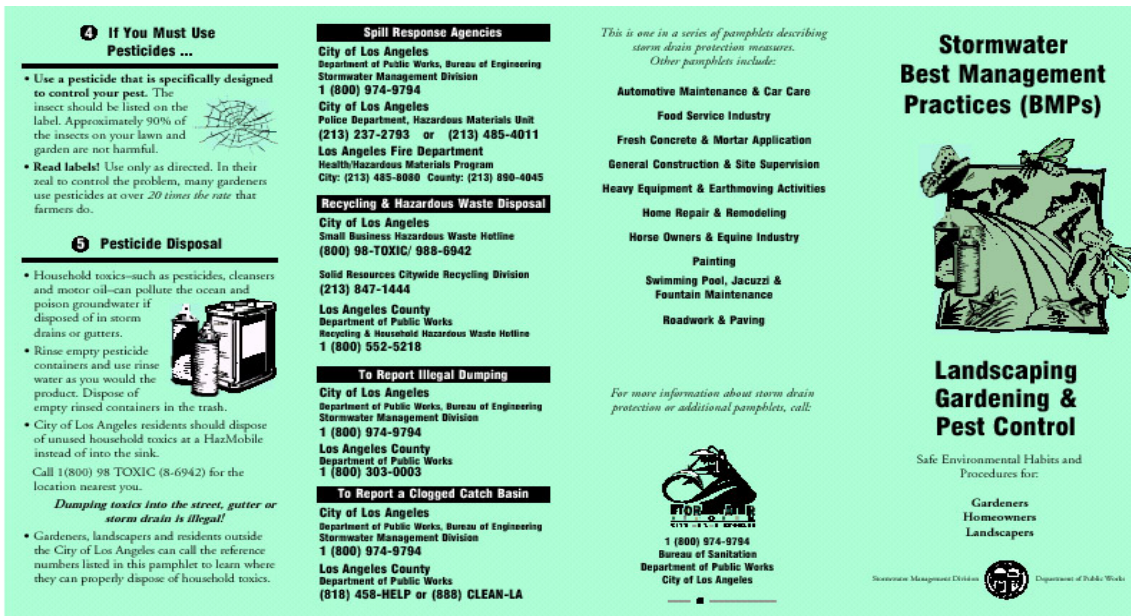 4 If You Must Use
Pesticides ...
• Use a pesticide that is specifically designed
to control your pest. The
insect should be listed on the
label. Approximately 90% of
the insects on your lawn and
garden are not harmful.
• Read labels! Use only as directed. In their
zeal to control the problem, many gardeners
use pesticides at over 20 times the rate that
farmers do.
5 Pesticide Disposal
• Household toxics–such as pesticides, cleansers
and motor oil–can pollute the ocean and
poison groundwater if
disposed of in storm
drains or gutters.
• Rinse empty pesticide
containers and use rinse
water as you would the
product. Dispose of
empty rinsed containers in the trash.
• City of Los Angeles residents should dispose
of unused household toxics at a HazMobile
instead of into the sink.
Call 1(800) 98 TOXIC (8-6942) for the
location nearest you.
Dumping toxics into the street, gutter or
storm drain is illegal!
• Gardeners, landscapers and residents outside
the City of Los Angeles can call the reference
numbers listed in this pamphlet to learn where
they can properly dispose of household toxics.
Spill Response Agencies
City of Los Angeles
Department of Public Works, Bureau of Engineering
Stormwater Management Division
1 (800) 974-9794
City of Los Angeles
Police Department, Hazardous Materials Unit
(213) 237-2793 or (213) 485-4011
Los Angeles Fire Department
Health/Hazardous Materials Program
City: (213) 485-8080 County: (213) 890-4045
Recycling & Hazardous Waste Disposal
City of Los Angeles
Small Business Hazardous Waste Hotline
(800) 98-TOXIC/ 988-6942
Solid Resources Citywide Recycling Division
(213) 847-1444
Los Angeles County
Department of Public Works
Recycling & Household Hazardous Waste Hotline
1 (800) 552-5218
To Report Illegal Dumping
City of Los Angeles
Department of Public Works, Bureau of Engineering
Stormwater Management Division
1 (800) 974-9794
Los Angeles County
Department of Public Works
1 (800) 303-0003
To Report a Clogged Catch Basin
City of Los Angeles
Department of Public Works, Bureau of Engineering
Stormwater Management Division
1 (800) 974-9794
Los Angeles County
Department of Public Works
(818) 458-HELP or (888) CLEAN-LA
This is one in a series of pamphlets describing
storm drain protection measures.
Other pamphlets include:
Automotive Maintenance & Car Care
Food Service Industry
Fresh Concrete & Mortar Application
General Construction & Site Supervision
Heavy Equipment & Earthmoving Activities
Home Repair & Remodeling
Horse Owners & Equine Industry
Painting
Swimming Pool, Jacuzzi &
Fountain Maintenance
Roadwork & Paving
For more information about storm drain
protection or additional pamphlets, call:
STORMWATER
1 (800) 974-9794
Bureau of Sanitation
Department of Public Works
City of Los Angeles
Stormwater
Best Management
Practices (BMPs)
Landscaping
Gardening &
Pest Control
Safe Environmental Habits and
Procedures for:
Gardeners
Homeowners
Landscapers
Stormwater Management Division Department of Public Works